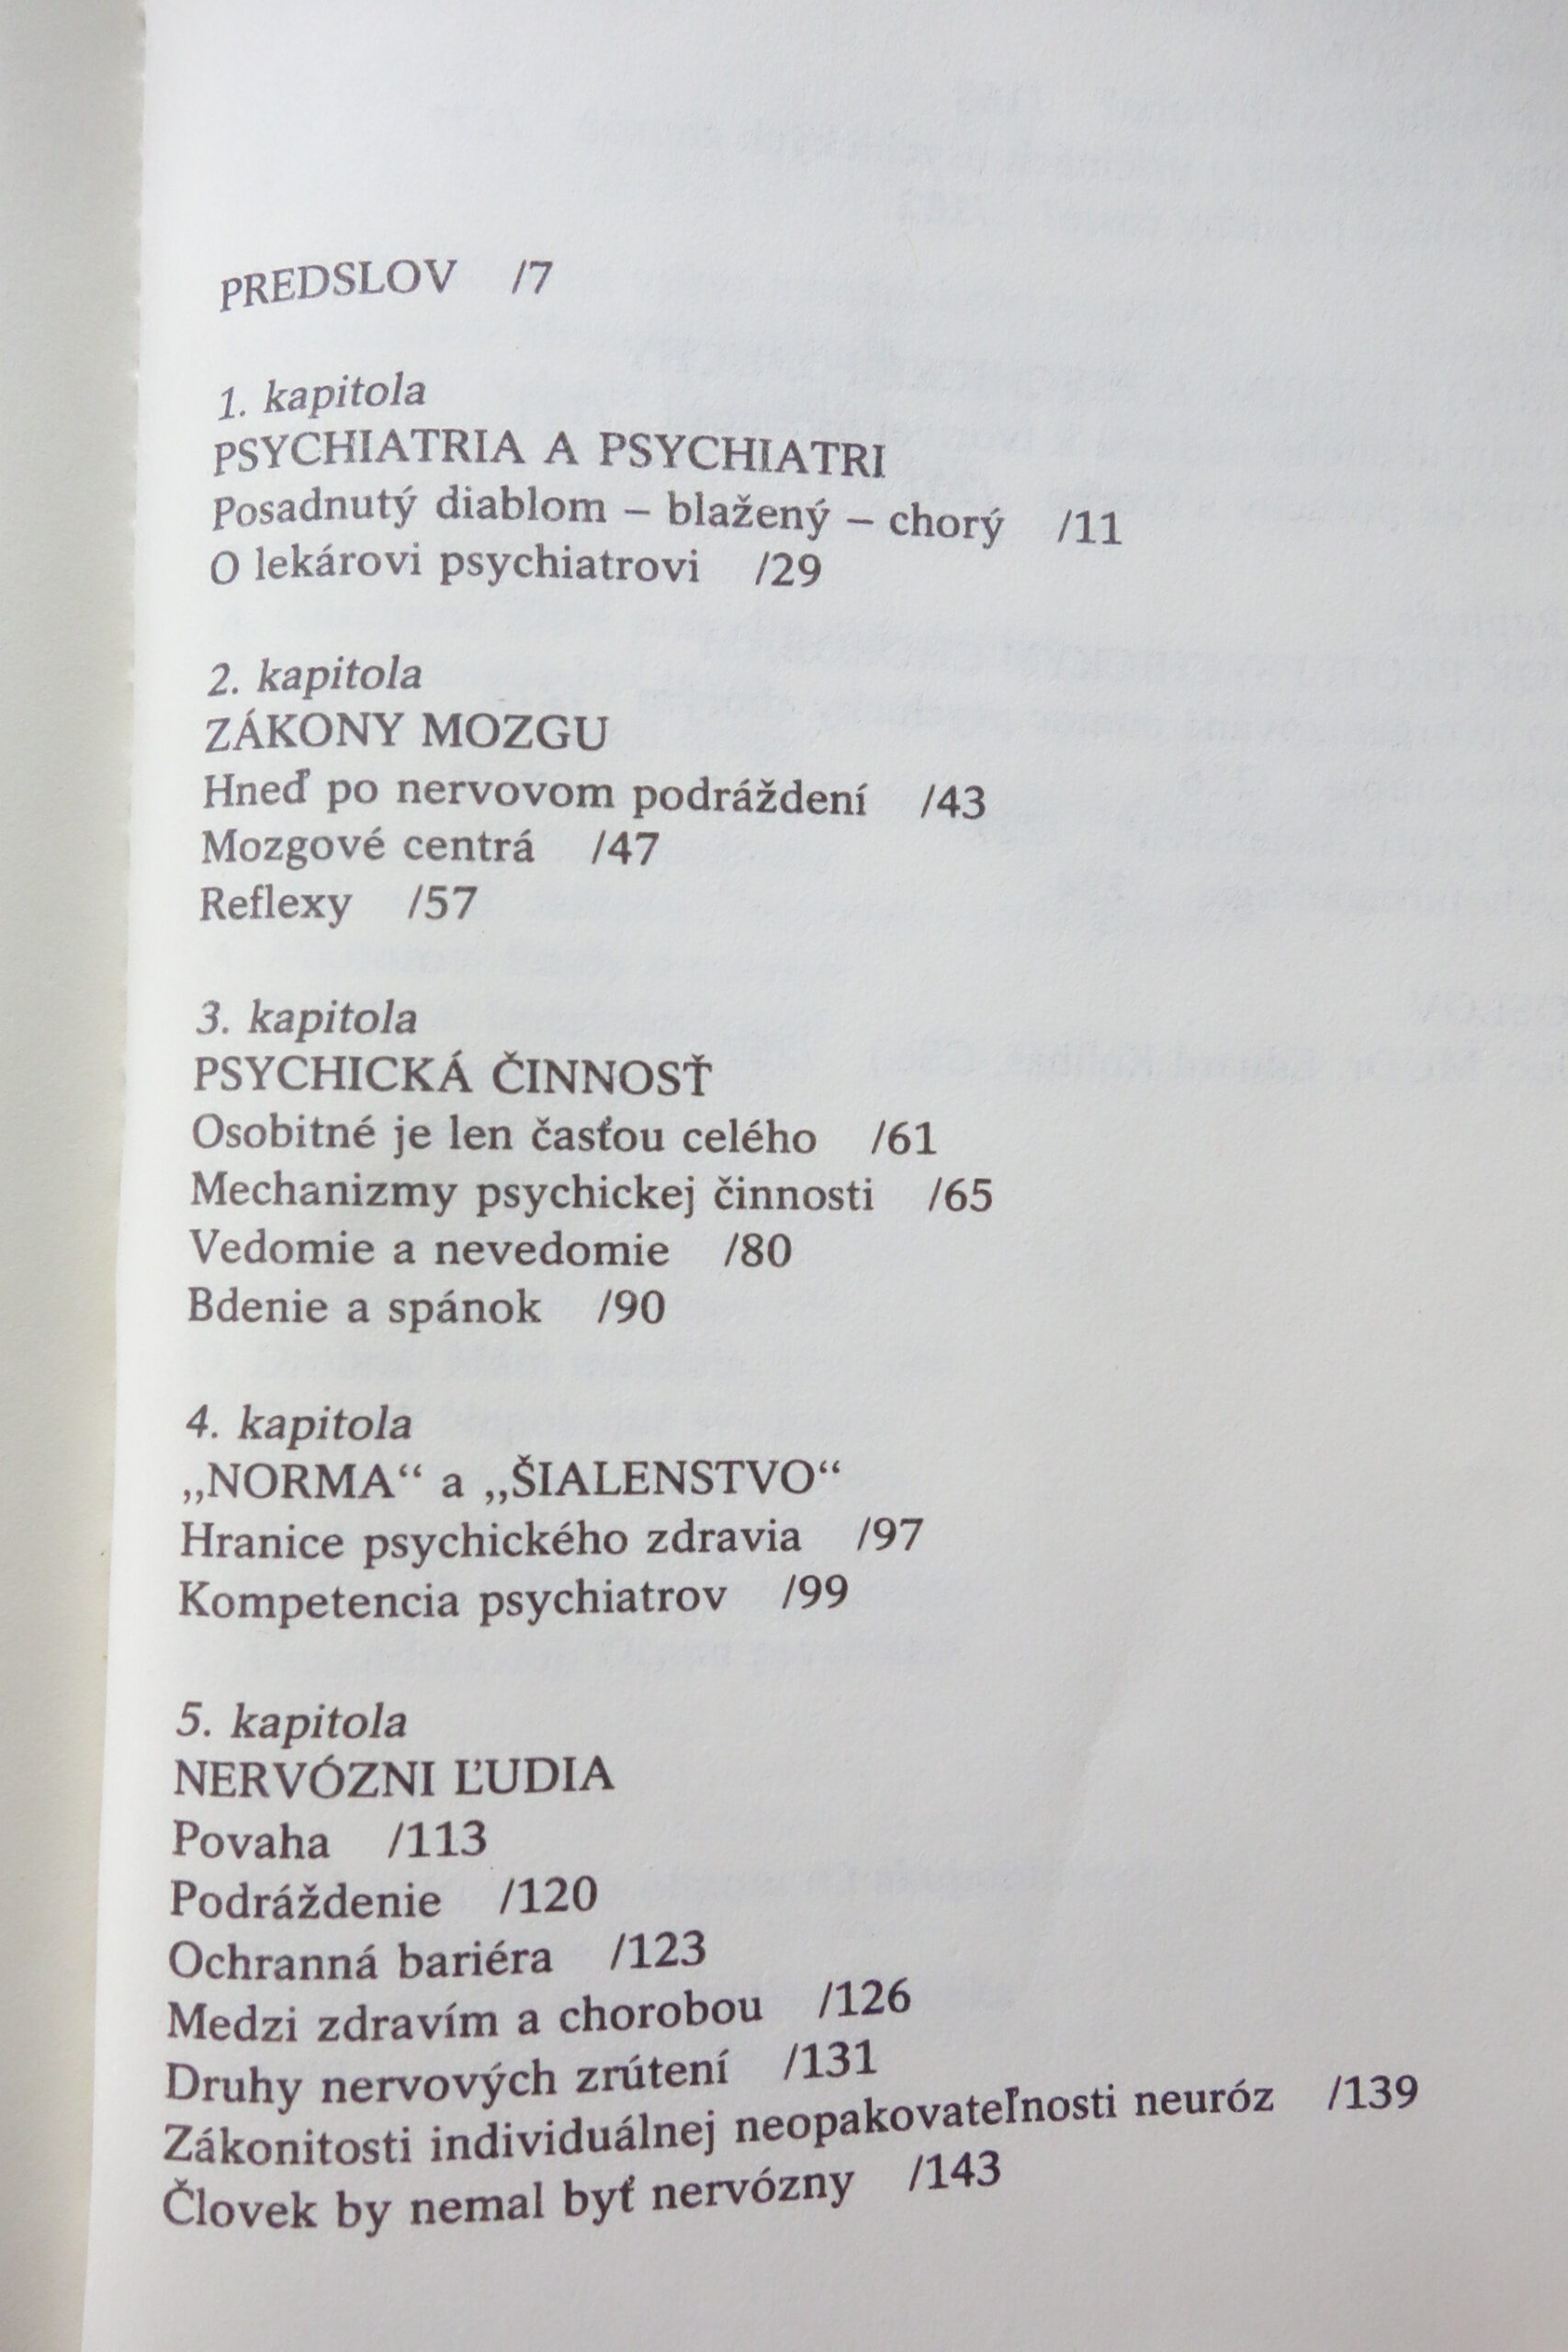 PREDSLOV /7
1. kapitola
PSYCHIATRIA A PSYCHIATRI
Posadnutý diablom – blažený – chorý /11
O lekárovi psychiatrovi /29
2. kapitola
ZÁKONY MOZGU
Hneď po nervovom podráždení /43
Mozgové centrá /47
Reflexy /57
3. kapitola
PSYCHICKÁ ČINNOSŤ
Osobitné je len časťou celého /61
Mechanizmy psychickej činnosti /65
Vedomie a nevedomie /80
Bdenie a spánok /90
4. kapitola
„NORMA“ a „ŠIALENSTVO“
Hranice psychického zdravia /97
Kompetencia psychiatrov /99
5. kapitola
NERVÓZNI ĽUDIA
Povaha /113
Podráždenie /120
Ochranná bariéra /123
Medzi zdravím a chorobou /126
Druhy nervových zrútení /131
Zákonitosti individuálnej neopakovateľnosti neuróz /139
Človek by nemal byť nervózny /143